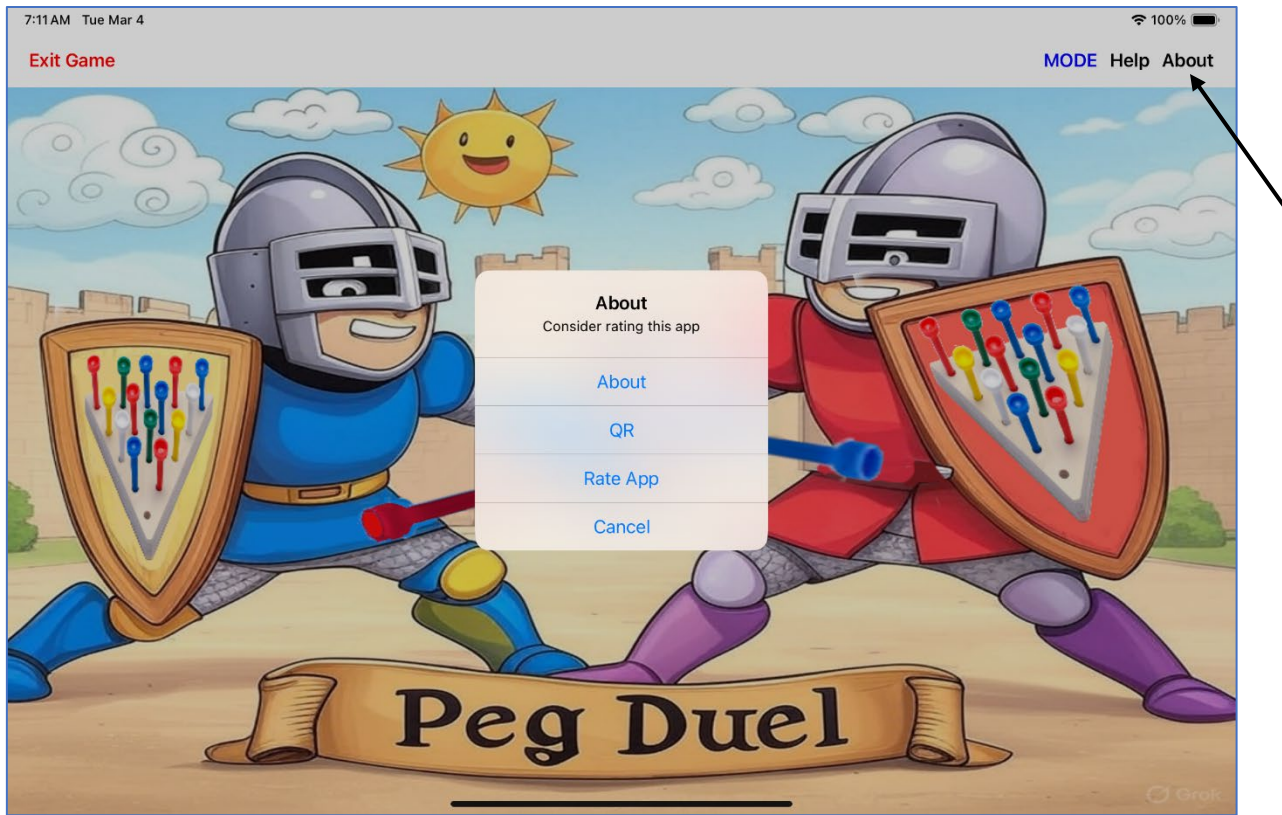 7:11 AM Tue Mar 4
100%
Exit Game
MODE Help About
About
Consider rating this app
About
QR
Rate App
Cancel
Peg Duel
Grok